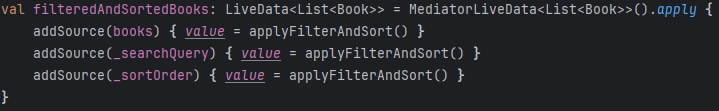 val filteredAndSortedBooks: LiveData<List<Book>> = MediatorLiveData<List<Book>>().apply {
    addSource(books) { value = applyFilterAndSort() }
    addSource(_searchQuery) { value = applyFilterAndSort() }
    addSource(_sortOrder) { value = applyFilterAndSort() }
}